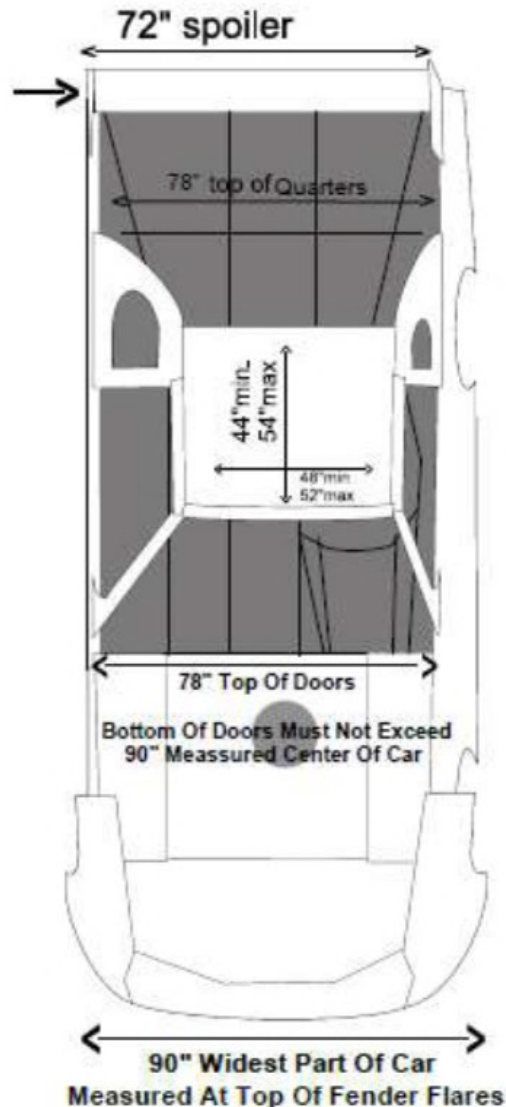 72" spoiler
78" top of Quarters
44"min.
54"max
48"min
52"max
78" Top Of Doors
Bottom Of Doors Must Not Exceed
90" Meassured Center Of Car
90" Widest Part Of Car
Measured At Top Of Fender Flares